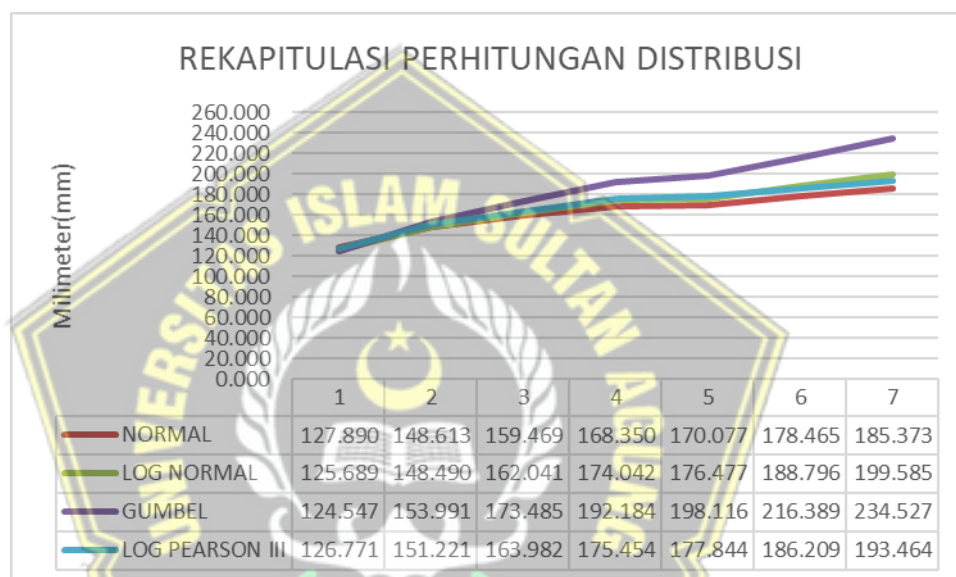 REKAPITULASI PERHITUNGAN DISTRIBUSI
Milimeter(mm)
260.000
240.000
220.000
200.000
180.000
160.000
140.000
120.000
100.000
80.000
60.000
40.000
20.000
0.000
1 2 3 4 5 6 7
NORMAL 127.890 148.613 159.469 168.350 170.077 178.465 185.373
LOG NORMAL 125.689 148.490 162.041 174.042 176.477 188.796 199.585
GUMBEL 124.547 153.991 173.485 192.184 198.116 216.389 234.527
LOG PEARSON III 126.771 151.221 163.982 175.454 177.844 186.209 193.464
UNIVERSITAS ISLAM SULTAN AGUNG